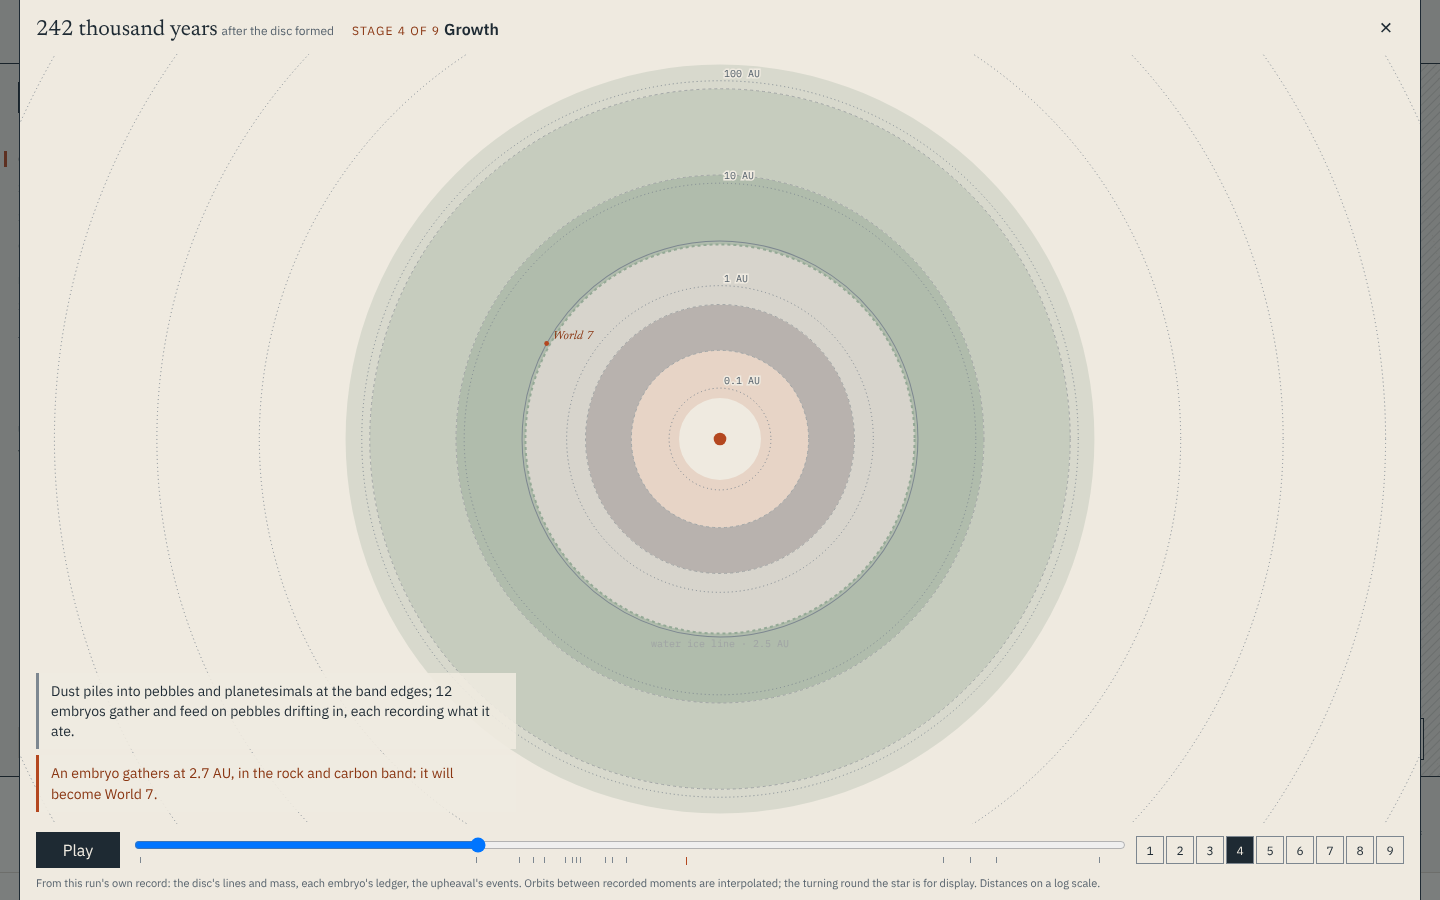 242 thousand years after the disc formed STAGE 4 OF 9 Growth ✕
100 AU
10 AU
1 AU
World 7
0.1 AU
water ice line · 2.5 AU
Dust piles into pebbles and planetesimals at the band edges; 12
embryos gather and feed on pebbles drifting in, each recording what it
ate.
An embryo gathers at 2.7 AU, in the rock and carbon band: it will
become World 7.
Play 1 2 3 4 5 6 7 8 9
From this run's own record: the disc's lines and mass, each embryo's ledger, the upheaval's events. Orbits between recorded moments are interpolated; the turning round the star is for display. Distances on a log scale.